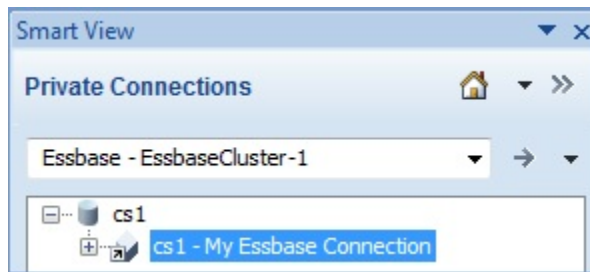 Smart View
Private Connections
Essbase - EssbaseCluster-1
cs1
cs1 - My Essbase Connection